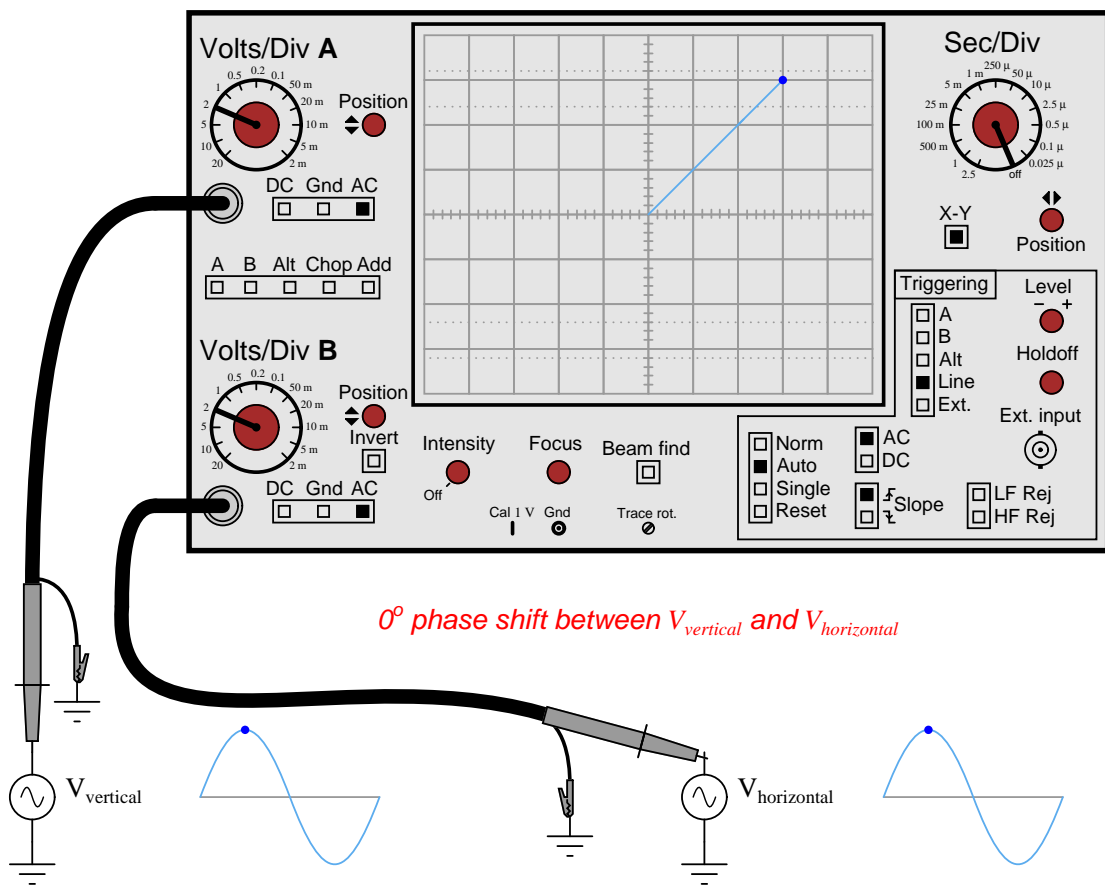 Volts/Div A
0.5 0.2 0.1
1 50 m
2 20 m
5 10 m
10 5 m
20 2 m
Position
DC Gnd AC
A B Alt Chop Add
Volts/Div B
0.5 0.2 0.1
1 50 m
2 20 m
5 10 m
10 5 m
20 2 m
Position
Invert
DC Gnd AC
Intensity
Off
Focus
Beam find
Cal 1 V Gnd
Trace rot.
Sec/Div
250 µ
1 m 50 µ
5 m 10 µ
25 m 2.5 µ
100 m 0.5 µ
500 m 0.1 µ
1 0.025 µ
2.5 off
X-Y
Position
Triggering
A
B
Alt
Line
Ext.
Level
− +
Holdoff
Ext. input
Norm
Auto
Single
Reset
AC
DC
Slope
LF Rej
HF Rej
0° phase shift between Vvertical and Vhorizontal
Vvertical
Vhorizontal